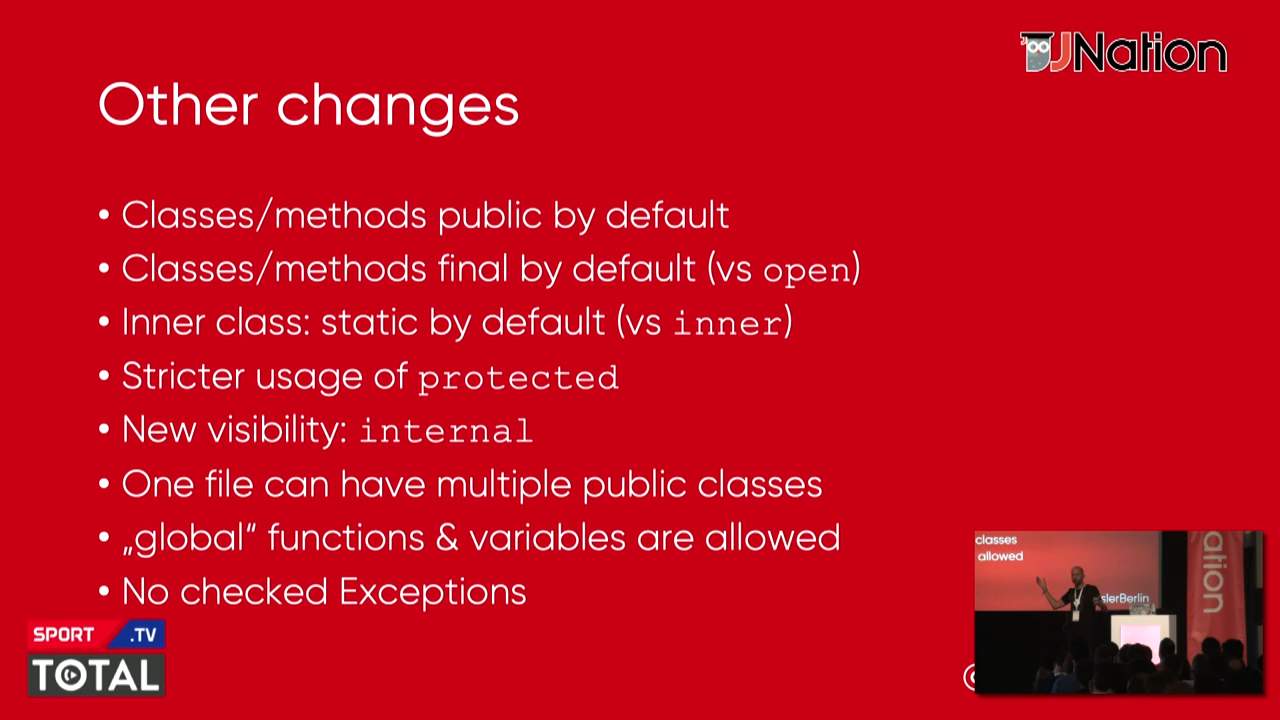 JNation
Other changes
• Classes/methods public by default
• Classes/methods final by default (vs open)
• Inner class: static by default (vs inner)
• Stricter usage of protected
• New visibility: internal
• One file can have multiple public classes
• „global“ functions & variables are allowed
• No checked Exceptions
SPORT .TV
TOTAL
classes
allowed
slerBerlin
ation